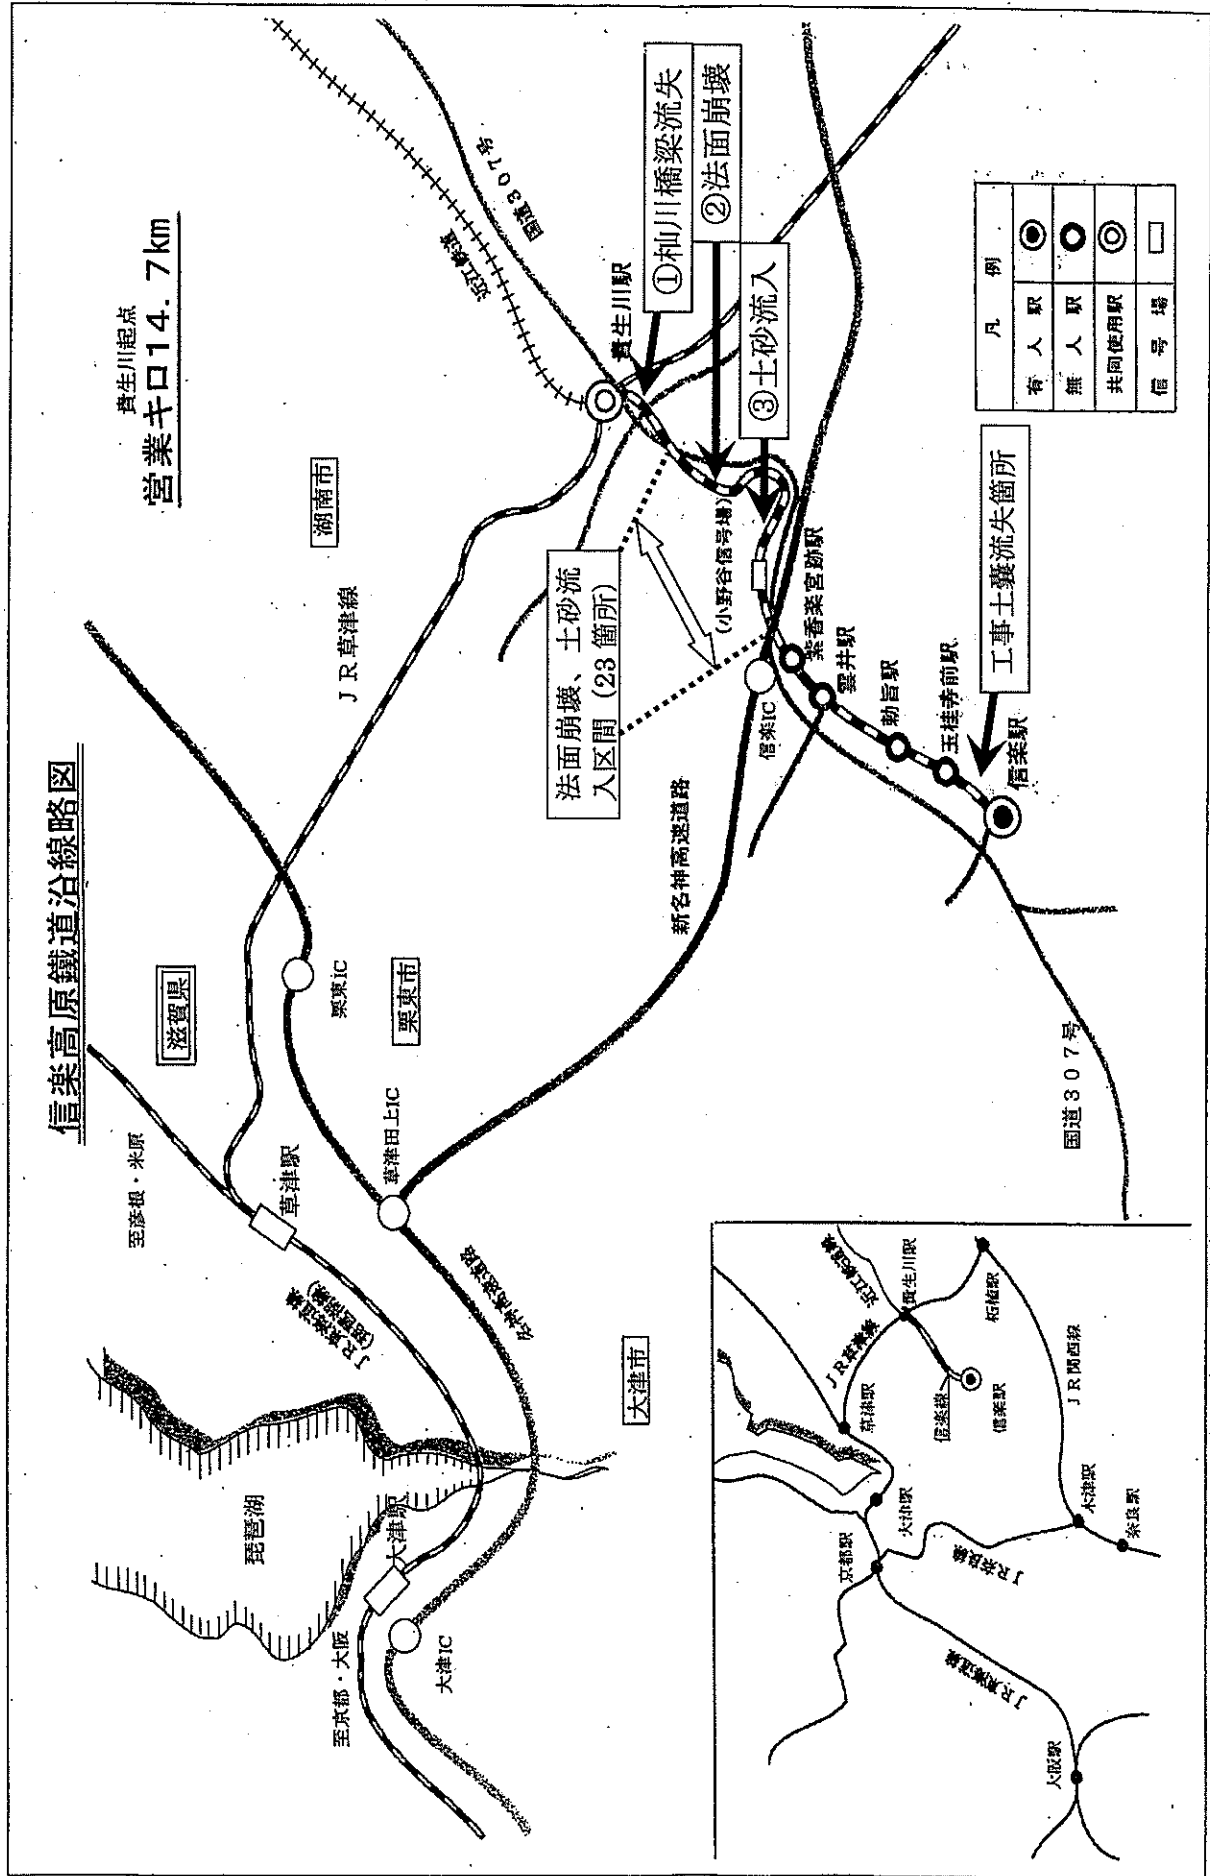 信楽高原鐵道沿線略図
貴生川起点
営業キロ14.7km
滋賀県
湖南市
栗東市
大津市
至彦根・米原
草津駅
JR東海道線
(琵琶湖線)
JR草津線
近江鉄道
国道307号
貴生川駅
栗東IC
草津田上IC
名神高速道路
琵琶湖
大津駅
至京都・大阪
大津IC
新名神高速道路
信楽IC
法面崩壊、土砂流
入区間(23箇所)
①杣川橋梁流失
②法面崩壊
③土砂流入
(小野谷信号場)
紫香楽宮跡駅
雲井駅
勅旨駅
玉桂寺前駅
信楽駅
工事土嚢流失箇所
国道307号
凡例
有人駅
無人駅
共同使用駅
信号場
近江鉄道線
貴生川駅
JR草津線
草津駅
信楽線
信楽駅
柘植駅
JR関西線
大津駅
京都駅
木津駅
奈良駅
JR奈良線
JR東海道線
大阪駅